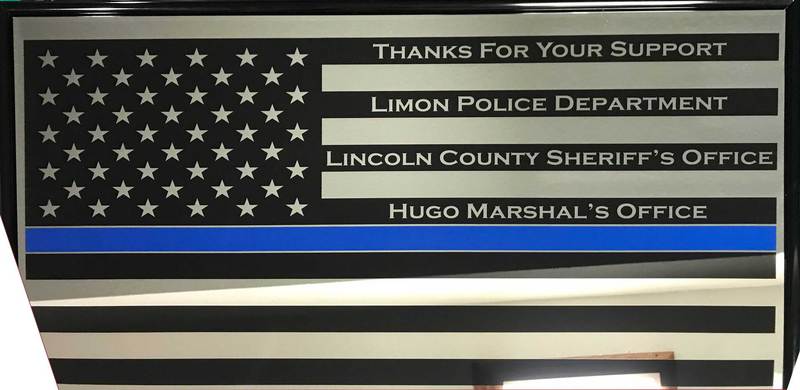 Thanks For Your Support
Limon Police Department
Lincoln County Sheriff's Office
Hugo Marshal's Office